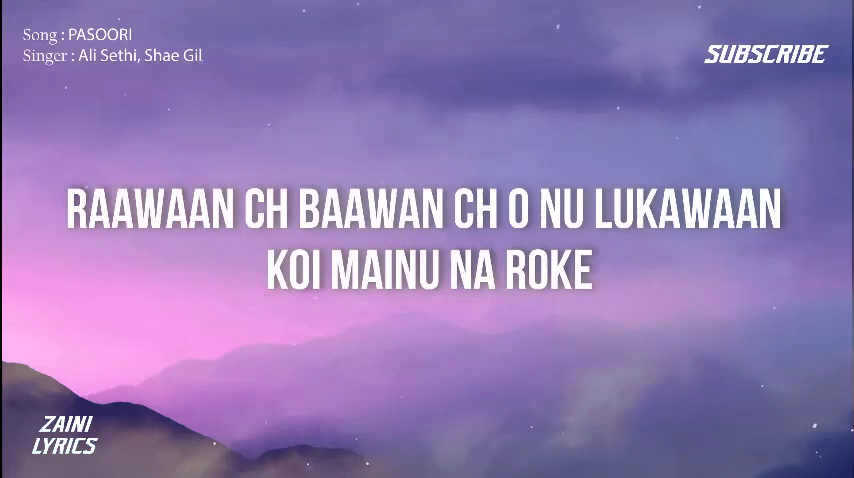 Song : PASOORI
Singer : Ali Sethi, Shae Gil
SUBSCRIBE
RAAWAAN CH BAAWAN CH O NU LUKAWAAN
KOI MAINU NA ROKE
ZAINI
LYRICS